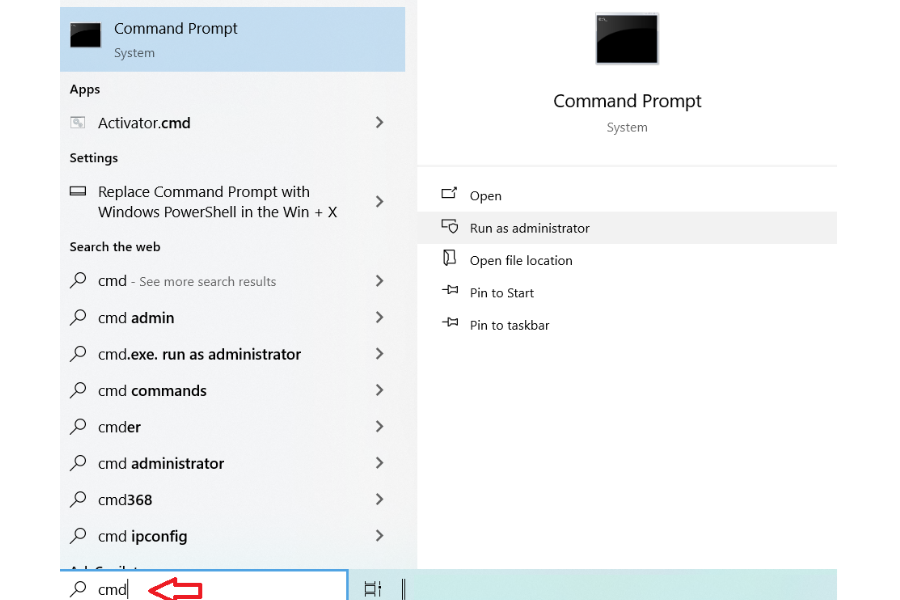 Command Prompt
System
Apps
Activator.cmd
Settings
Replace Command Prompt with
Windows PowerShell in the Win + X
Search the web
cmd - See more search results
cmd admin
cmd.exe. run as administrator
cmd commands
cmder
cmd administrator
cmd368
cmd ipconfig
cmd
Command Prompt
System
Open
Run as administrator
Open file location
Pin to Start
Pin to taskbar